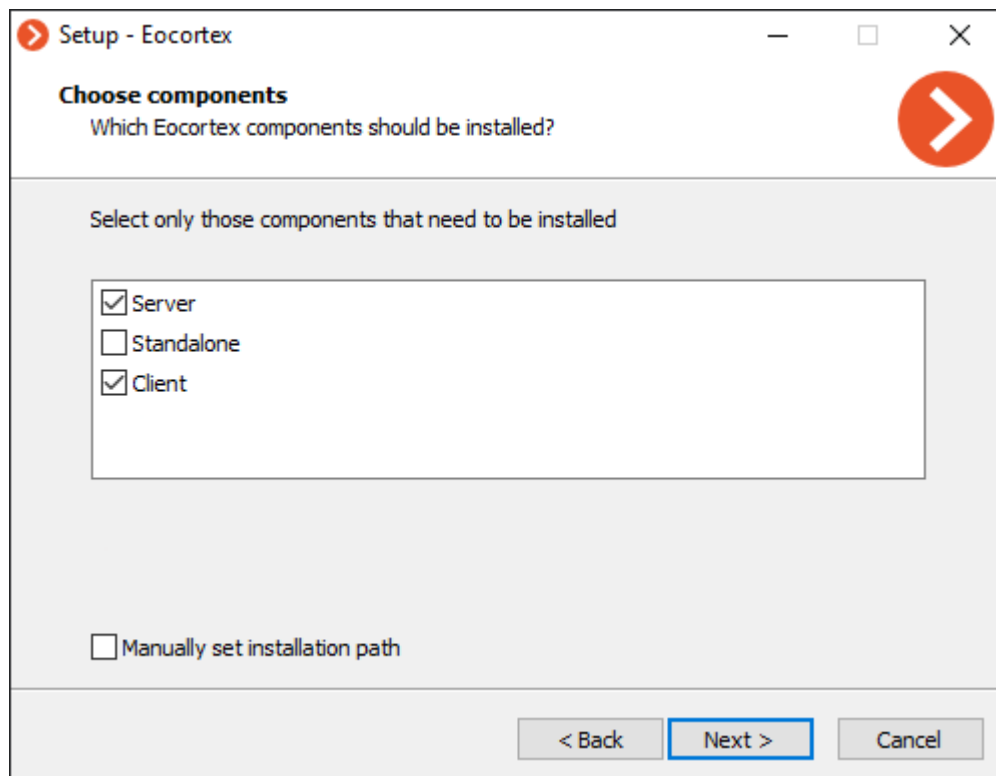 Setup - Eocortex
Choose components
Which Eocortex components should be installed?
Select only those components that need to be installed
Server
Standalone
Client
Manually set installation path
< Back Next > Cancel